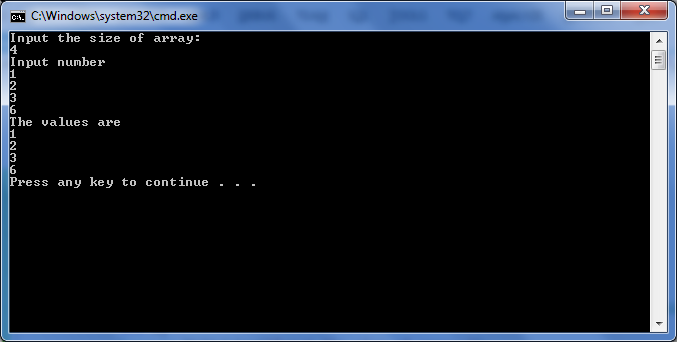 C:\Windows\system32\cmd.exe
Input the size of array:
4
Input number
1
2
3
6
The values are
1
2
3
6
Press any key to continue . . .